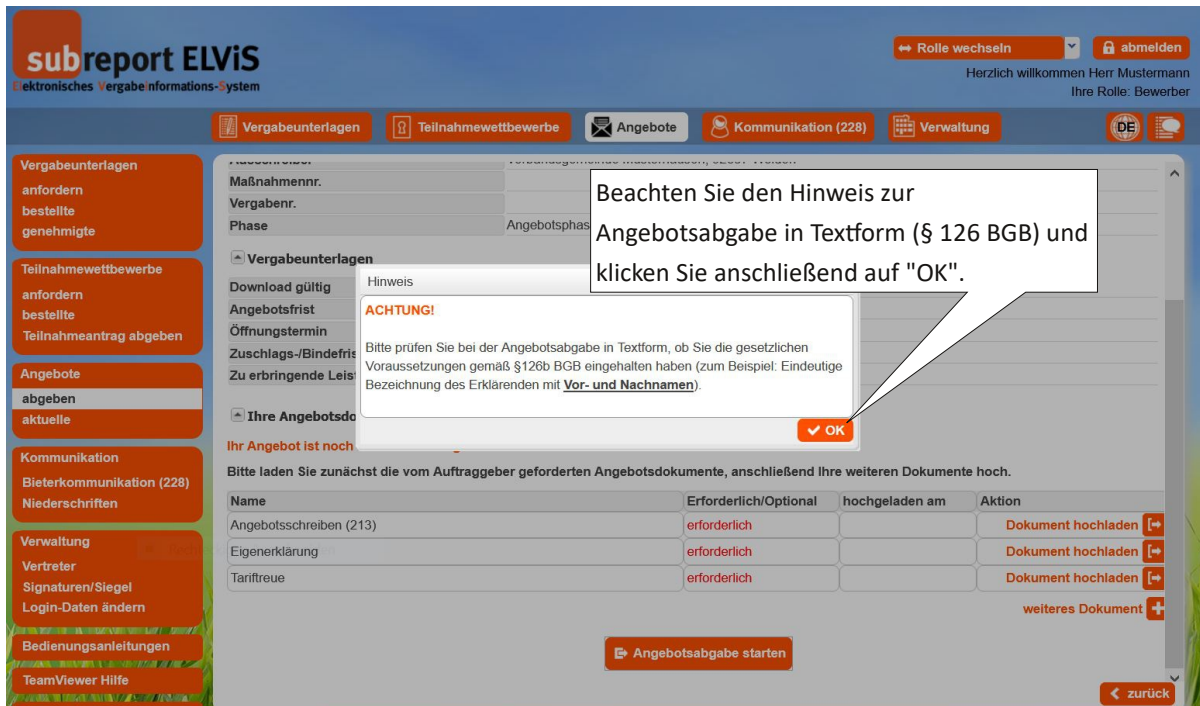 subreport ELViS
Elektronisches VergabeInformations-System
Rolle wechseln
abmelden
Herzlich willkommen Herr Mustermann
Ihre Rolle: Bewerber
Vergabeunterlagen
Teilnahmewettbewerbe
Angebote
Kommunikation (228)
Verwaltung
DE
Vergabeunterlagen
anfordern
bestellte
genehmigte
Teilnahmewettbewerbe
anfordern
bestellte
Teilnahmeantrag abgeben
Angebote
abgeben
aktuelle
Kommunikation
Bieterkommunikation (228)
Niederschriften
Verwaltung
Vertreter
Signaturen/Siegel
Login-Daten ändern
Bedienungsanleitungen
TeamViewer Hilfe
Maßnahmennr.
Vergabenr.
Phase Angebotsphas
Vergabeunterlagen
Download gültig
Angebotsfrist
Öffnungstermin
Zuschlags-/Bindefris
Zu erbringende Leis
Beachten Sie den Hinweis zur
Angebotsabgabe in Textform (§ 126 BGB) und
klicken Sie anschließend auf "OK".
Hinweis
ACHTUNG!
Bitte prüfen Sie bei der Angebotsabgabe in Textform, ob Sie die gesetzlichen
Voraussetzungen gemäß §126b BGB eingehalten haben (zum Beispiel: Eindeutige
Bezeichnung des Erklärenden mit Vor- und Nachnamen).
OK
Ihre Angebotsdo
Ihr Angebot ist noch
Bitte laden Sie zunächst die vom Auftraggeber geforderten Angebotsdokumente, anschließend Ihre weiteren Dokumente hoch.
Name Erforderlich/Optional hochgeladen am Aktion
Angebotsschreiben (213) erforderlich Dokument hochladen
Eigenerklärung erforderlich Dokument hochladen
Tariftreue erforderlich Dokument hochladen
weiteres Dokument
Angebotsabgabe starten
zurück